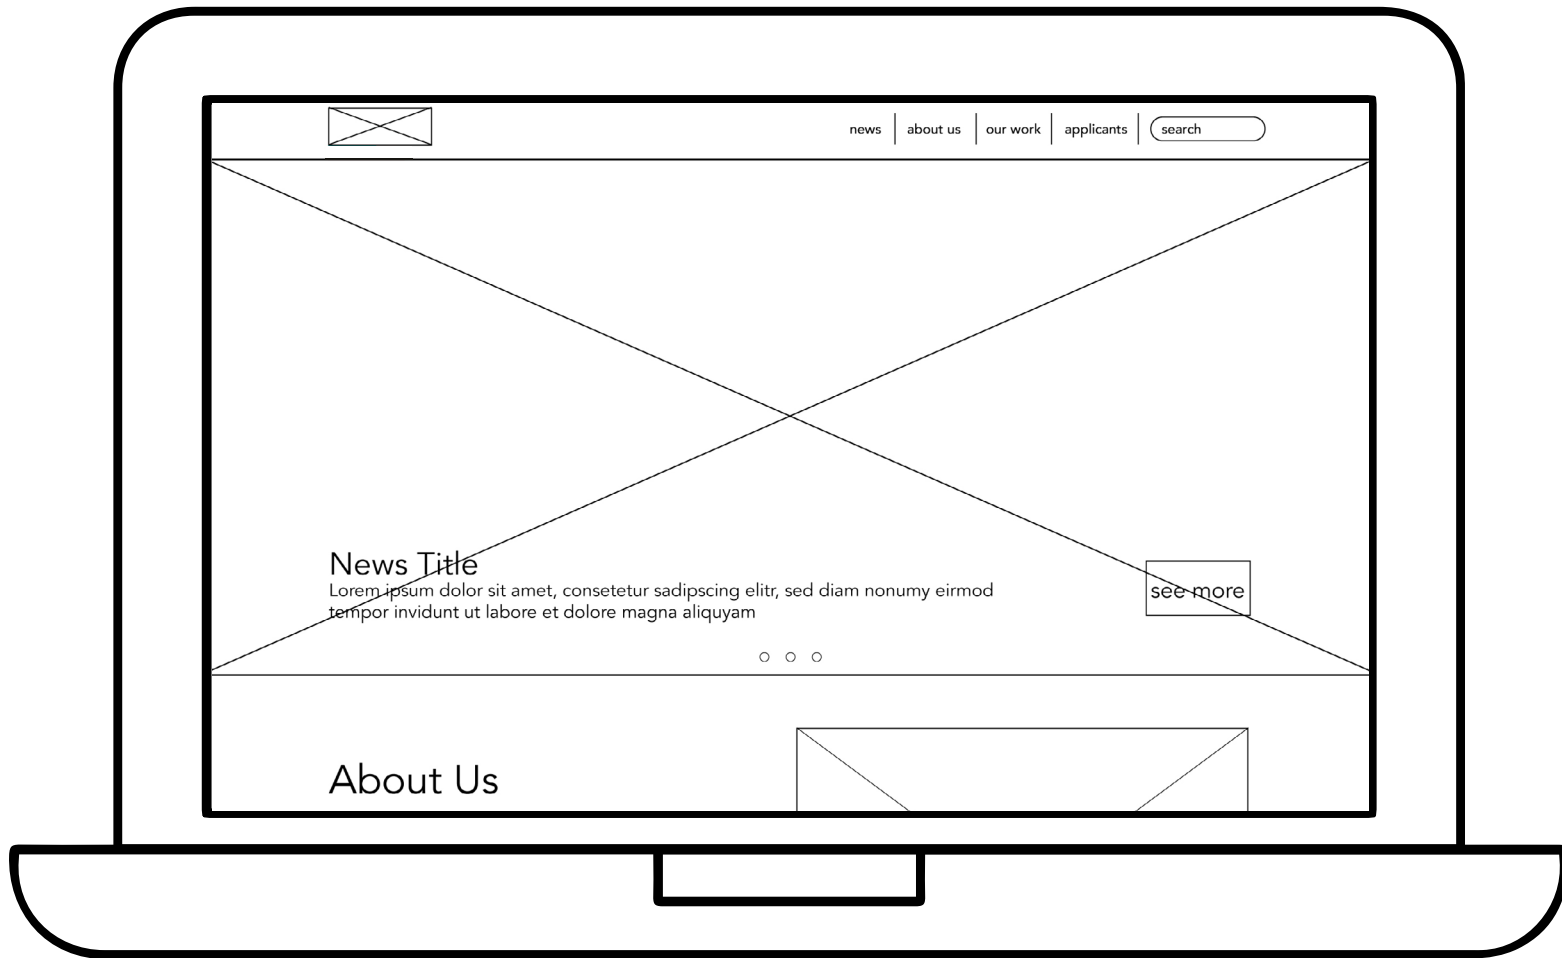 news
about us
our work
applicants
search
News Title
Lorem ipsum dolor sit amet, consetetur sadipscing elitr, sed diam nonumy eirmod
tempor invidunt ut labore et dolore magna aliquyam
see more
About Us